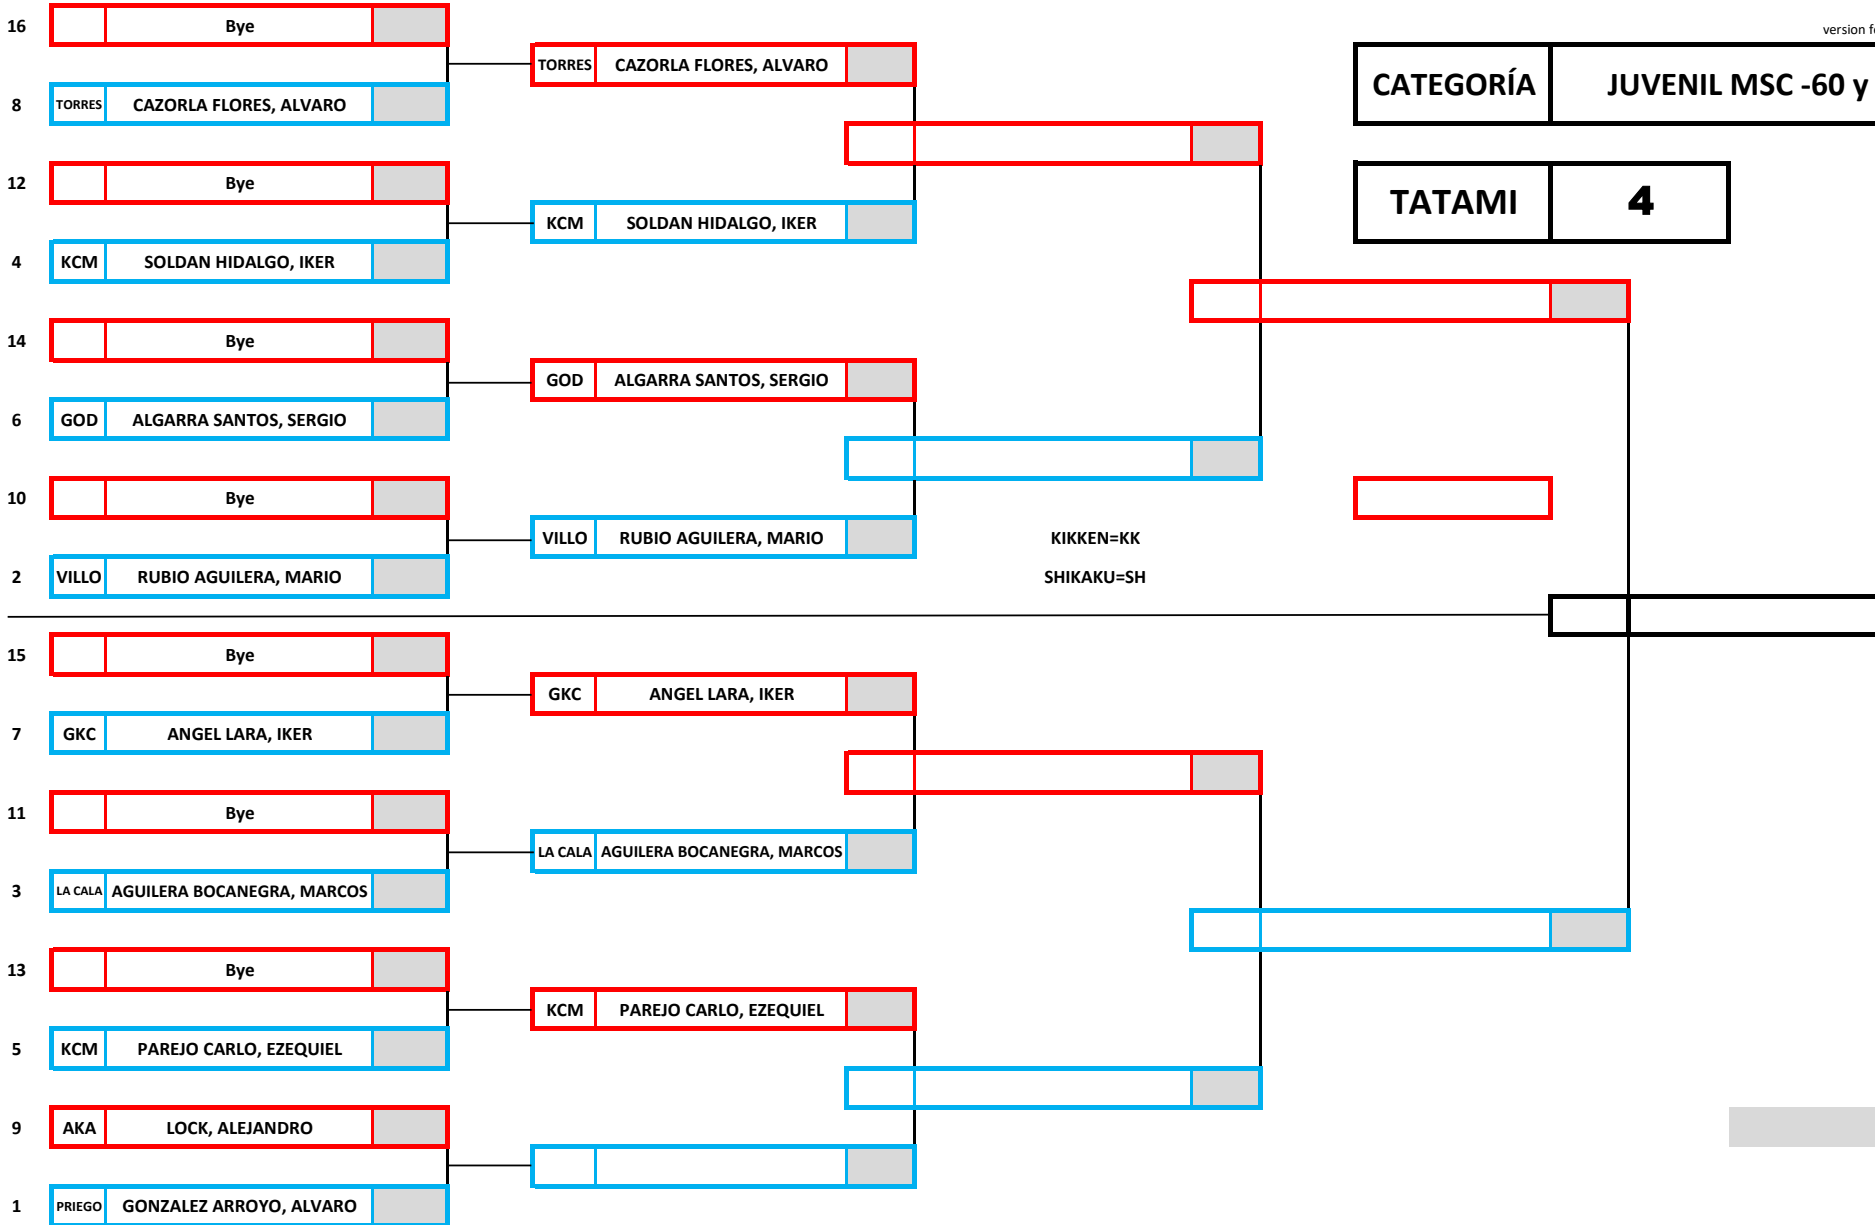 16 Bye
version f
TORRES CAZORLA FLORES, ALVARO
CATEGORÍA JUVENIL MSC -60 y
8 TORRES CAZORLA FLORES, ALVARO
12 Bye
TATAMI 4
KCM SOLDAN HIDALGO, IKER
4 KCM SOLDAN HIDALGO, IKER
14 Bye
GOD ALGARRA SANTOS, SERGIO
6 GOD ALGARRA SANTOS, SERGIO
10 Bye
VILLO RUBIO AGUILERA, MARIO
KIKKEN=KK
2 VILLO RUBIO AGUILERA, MARIO
SHIKAKU=SH
15 Bye
GKC ANGEL LARA, IKER
7 GKC ANGEL LARA, IKER
11 Bye
LA CALA AGUILERA BOCANEGRA, MARCOS
3 LA CALA AGUILERA BOCANEGRA, MARCOS
13 Bye
KCM PAREJO CARLO, EZEQUIEL
5 KCM PAREJO CARLO, EZEQUIEL
9 AKA LOCK, ALEJANDRO
1 PRIEGO GONZALEZ ARROYO, ALVARO